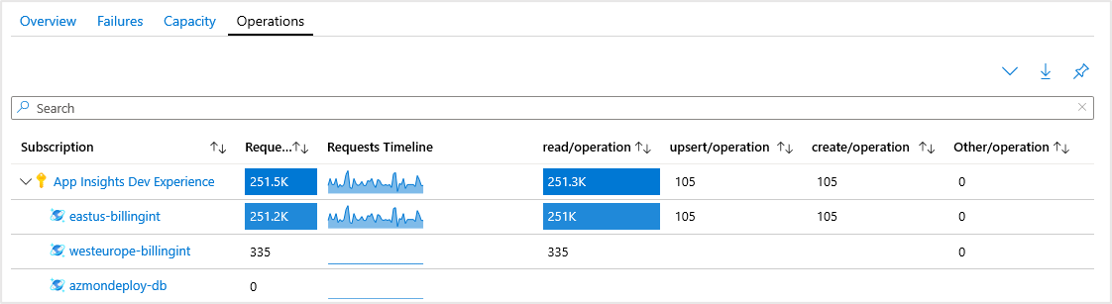 Overview Failures Capacity Operations
Search
Subscription Reque... Requests Timeline read/operation upsert/operation create/operation Other/operation
App Insights Dev Experience 251.5K 251.3K 105 105 0
eastus-billingint 251.2K 251K 105 105 0
westeurope-billingint 335 335 0
azmondeploy-db 0